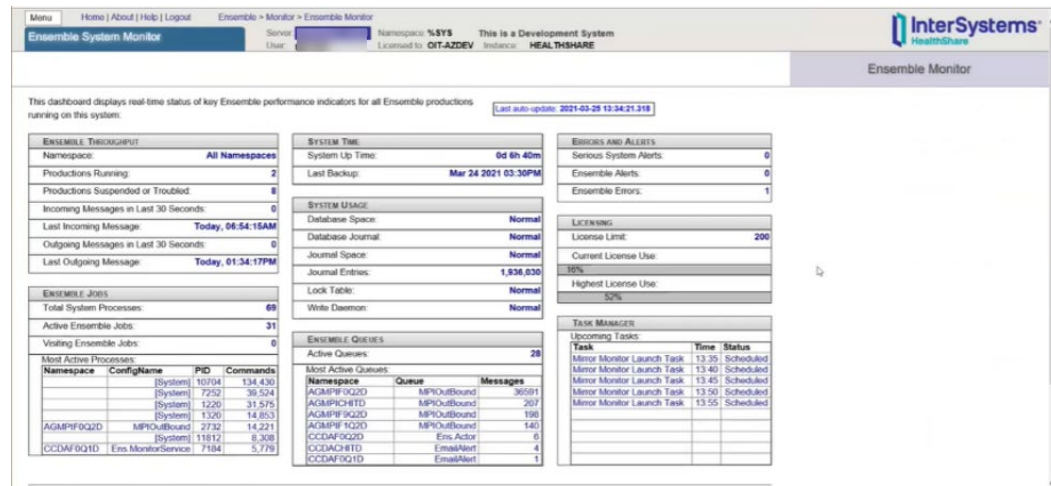 Menu Home | About | Help | Logout Ensemble > Monitor > Ensemble Monitor
Ensemble System Monitor
Server
Namespace: %SYS This is a Development System
User:
Licensed to: OIT-AZDEV Instance: HEALTHSHARE
InterSystems
HealthShare
Ensemble Monitor
This dashboard displays real-time status of key Ensemble performance indicators for all Ensemble productions
running on this system.
Last auto-update: 2021-03-25 13:34:21.318
ENSEMBLE THROUGHPUT
Namespace: All Namespaces
Productions Running: 2
Productions Suspended or Troubled: 8
Incoming Messages in Last 30 Seconds: 0
Last Incoming Message: Today, 06:54:15AM
Outgoing Messages in Last 30 Seconds: 0
Last Outgoing Message: Today, 01:34:17PM
ENSEMBLE JOBS
Total System Processes: 69
Active Ensemble Jobs: 31
Visiting Ensemble Jobs: 0
Most Active Processes:
Namespace ConfigName PID Commands
[System] 10704 134,430
[System] 7252 39,524
[System] 1220 31,575
[System] 1320 14,853
AGMPIF0Q2D MPIOutBound 2732 14,221
[System] 11812 8,308
CCDAF0Q1D Ens.MonitorService 7184 5,779
SYSTEM TIME
System Up Time: 0d 6h 40m
Last Backup: Mar 24 2021 03:30PM
SYSTEM USAGE
Database Space: Normal
Database Journal: Normal
Journal Space: Normal
Journal Entries: 1,936,030
Lock Table: Normal
Write Daemon: Normal
ENSEMBLE QUEUES
Active Queues: 28
Most Active Queues:
Namespace Queue Messages
AGMPIF0Q2D MPIOutBound 36591
AGMPICHITD MPIOutBound 207
AGMPIF9Q2D MPIOutBound 198
AGMPIF1Q2D MPIOutBound 140
CCDAF0Q2D Ens.Actor 6
CCDACHITD EmailAlert 4
CCDAF0Q1D EmailAlert 1
ERRORS AND ALERTS
Serious System Alerts: 0
Ensemble Alerts: 0
Ensemble Errors: 1
LICENSING
License Limit: 200
Current License Use:
16%
Highest License Use:
52%
TASK MANAGER
Upcoming Tasks:
Task Time Status
Mirror Monitor Launch Task 13:35 Scheduled
Mirror Monitor Launch Task 13:40 Scheduled
Mirror Monitor Launch Task 13:45 Scheduled
Mirror Monitor Launch Task 13:50 Scheduled
Mirror Monitor Launch Task 13:55 Scheduled